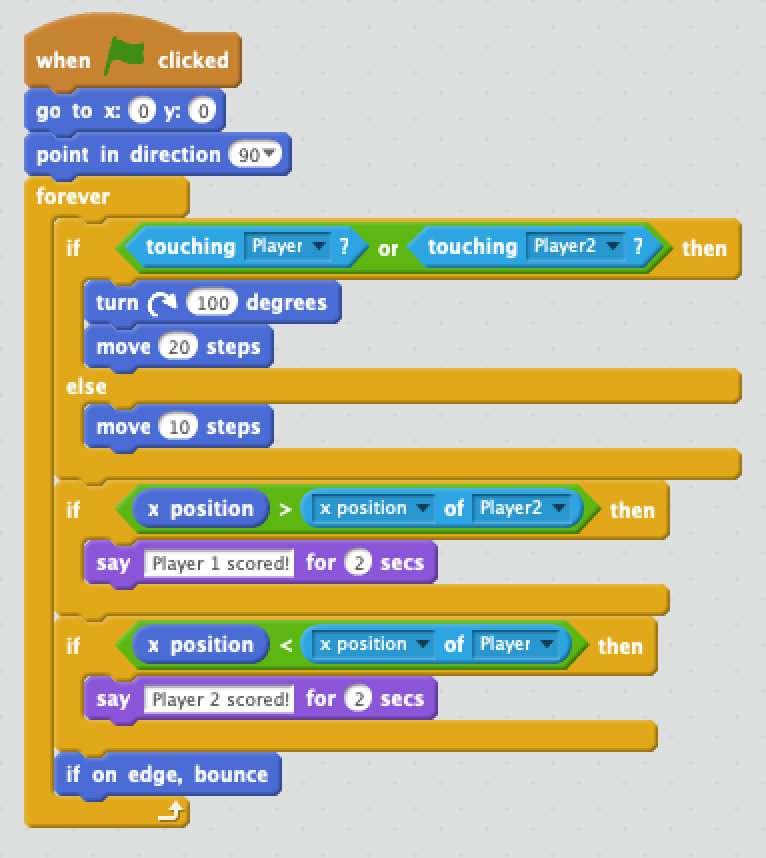 when clicked
go to x: 0 y: 0
point in direction 90
forever
if touching Player ? or touching Player2 ? then
turn 100 degrees
move 20 steps
else
move 10 steps
if x position > x position of Player2 then
say Player 1 scored! for 2 secs
if x position < x position of Player then
say Player 2 scored! for 2 secs
if on edge, bounce